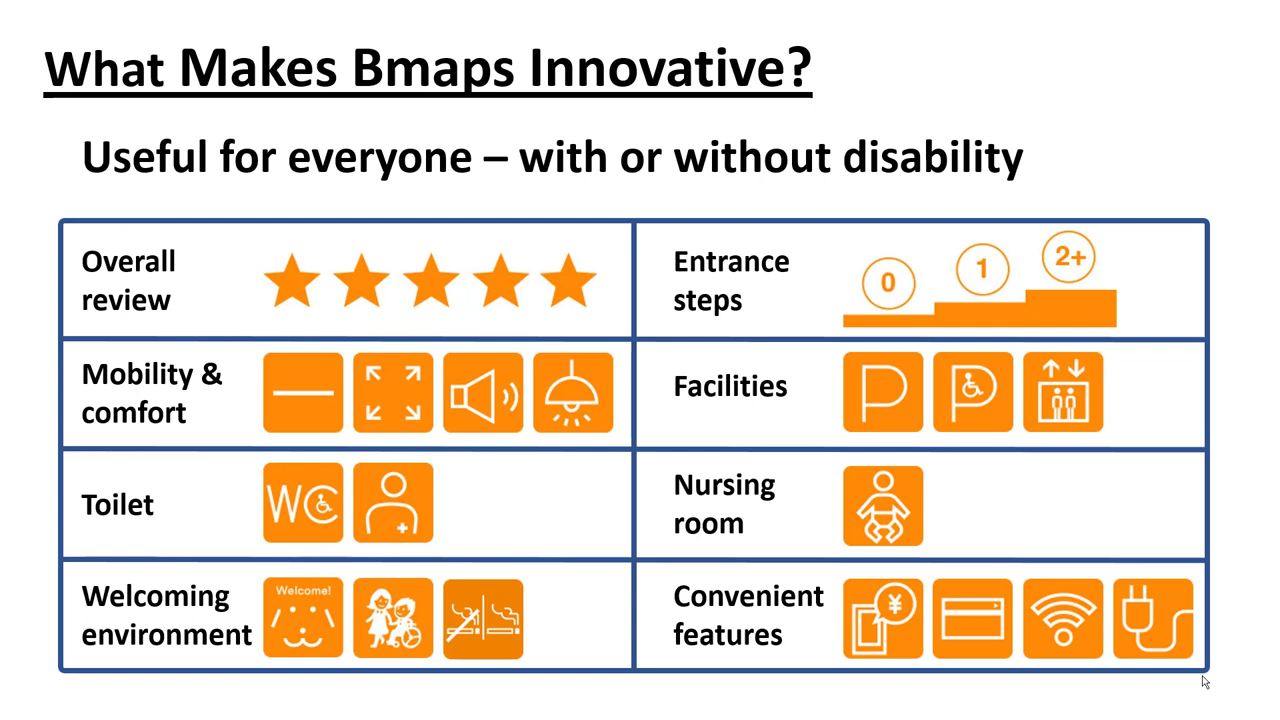 What Makes Bmaps Innovative?
Useful for everyone – with or without disability
Overall
review
Entrance
steps
0
1
2+
Mobility &
comfort
Facilities
P
P
Toilet
WC
Nursing
room
Welcoming
environment
Welcome!
Convenient
features
¥